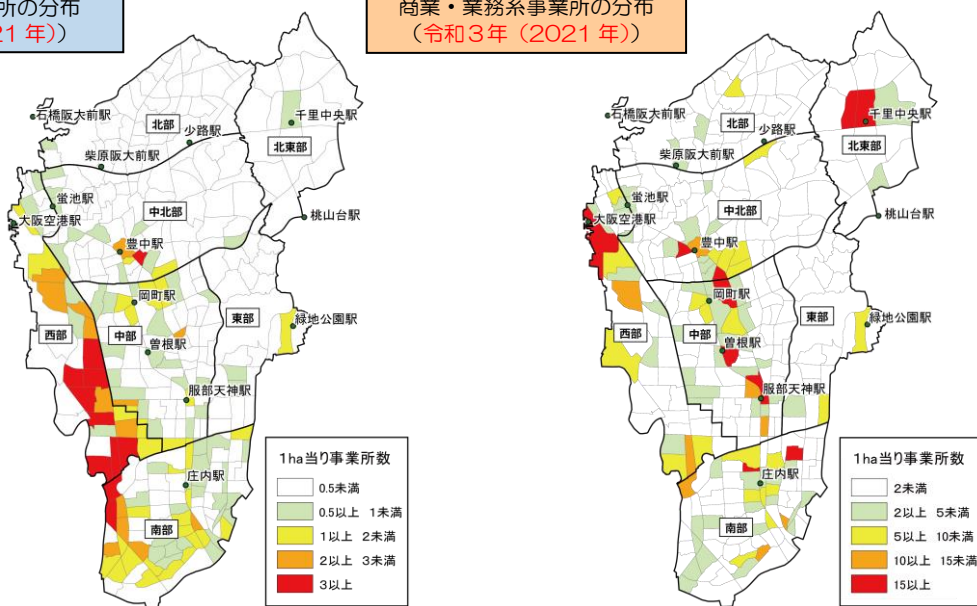 所の分布
21 年））
商業・業務系事業所の分布
（令和３年（2021 年））
石橋阪大前駅
北部
少路駅
千里中央駅
北東部
柴原阪大前駅
蛍池駅
大阪空港駅
中北部
桃山台駅
豊中駅
岡町駅
東部
緑地公園駅
西部
中部
曽根駅
服部天神駅
庄内駅
南部
1ha当り事業所数
0.5未満
0.5以上 1未満
1以上 2未満
2以上 3未満
3以上
石橋阪大前駅
北部
少路駅
千里中央駅
北東部
柴原阪大前駅
蛍池駅
大阪空港駅
中北部
桃山台駅
豊中駅
岡町駅
東部
緑地公園駅
西部
中部
曽根駅
服部天神駅
庄内駅
南部
1ha当り事業所数
2未満
2以上 5未満
5以上 10未満
10以上 15未満
15以上